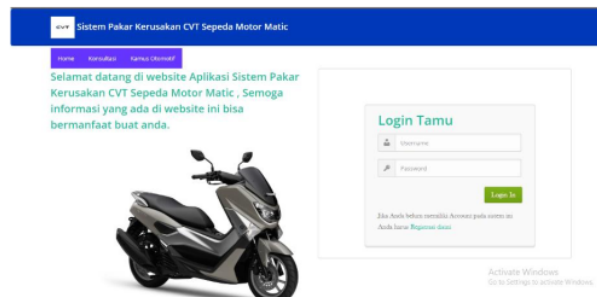 CVT
Sistem Pakar Kerusakan CVT Sepeda Motor Matic
Home Konsultasi Kamus Otomotif
Selamat datang di website Aplikasi Sistem Pakar
Kerusakan CVT Sepeda Motor Matic , Semoga
informasi yang ada di website ini bisa
bermanfaat buat anda.
Login Tamu
Username
Password
Login In
Jika Anda belum memiliki Account pada sistem ini
Anda harus Registrasi disini
Activate Windows
Go to Settings to activate Windows.